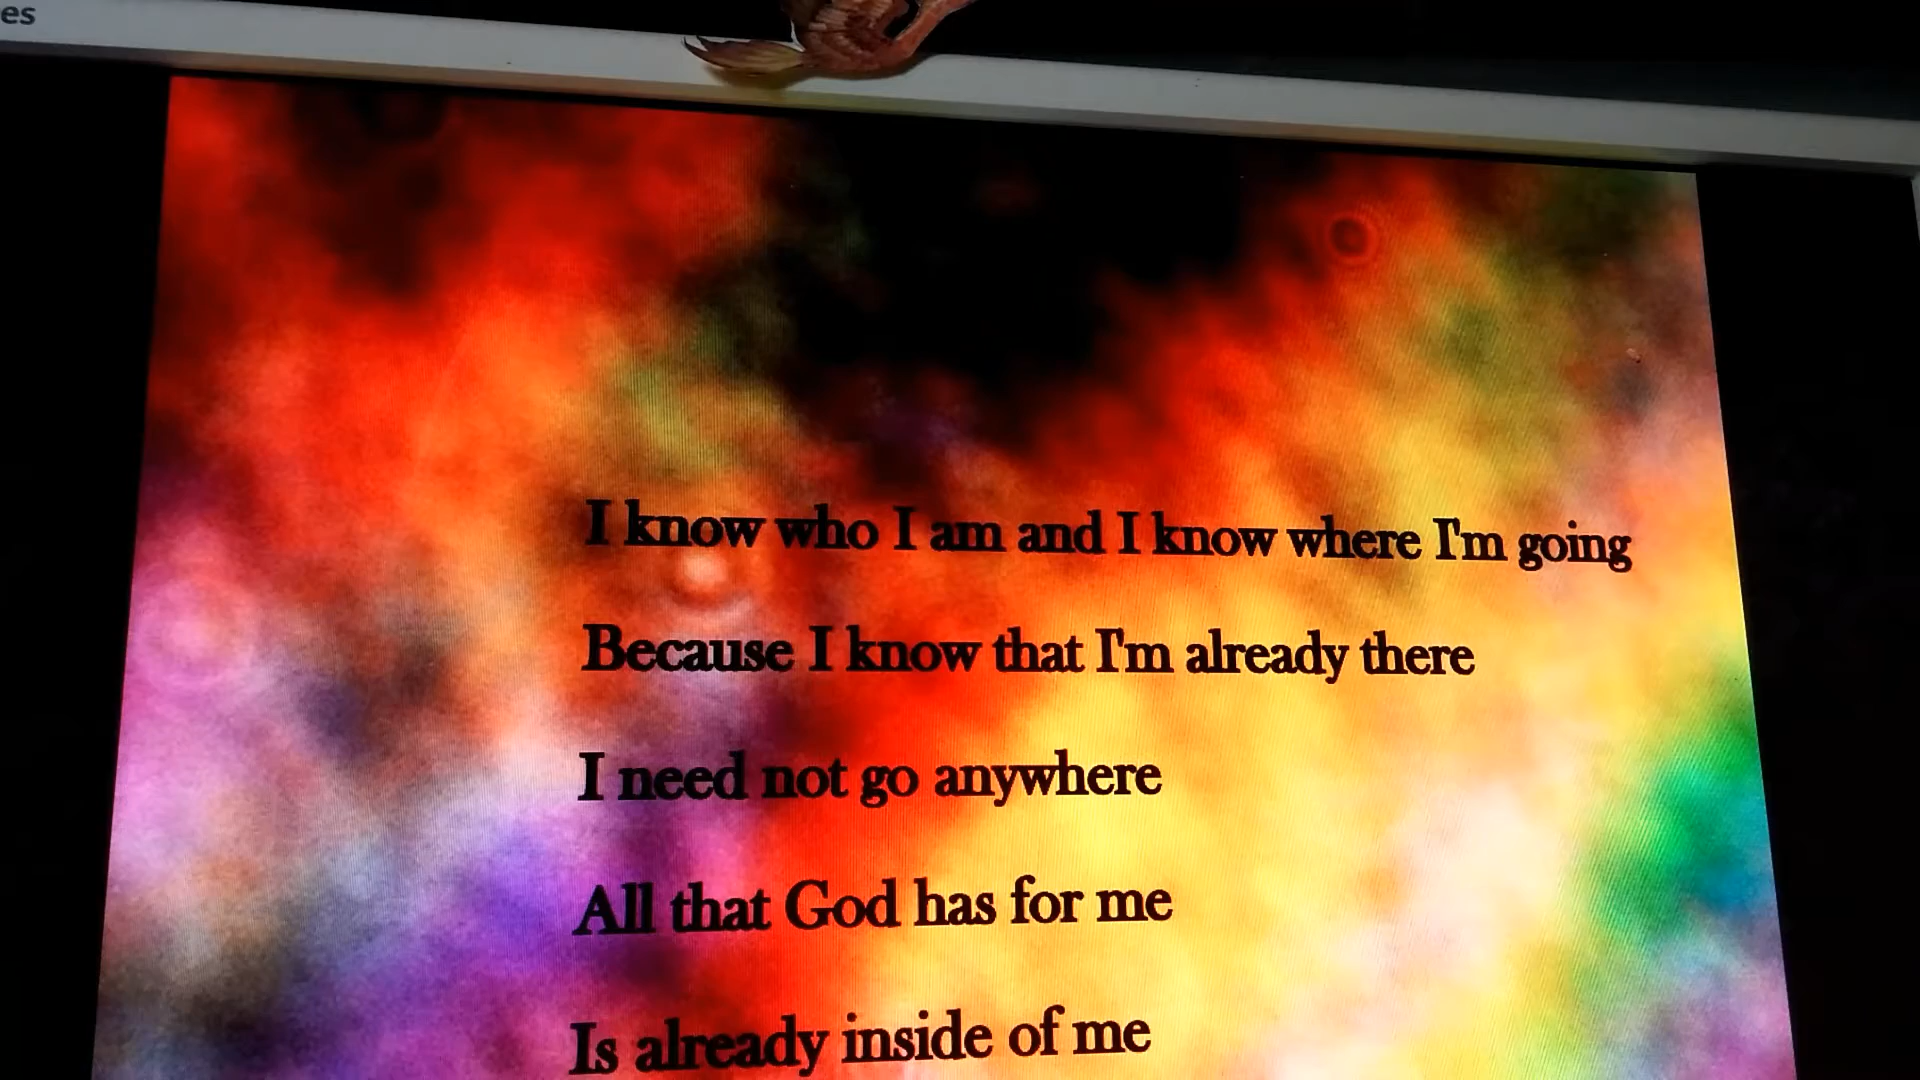 es
I know who I am and I know where I'm going
Because I know that I'm already there
I need not go anywhere
All that God has for me
Is already inside of me